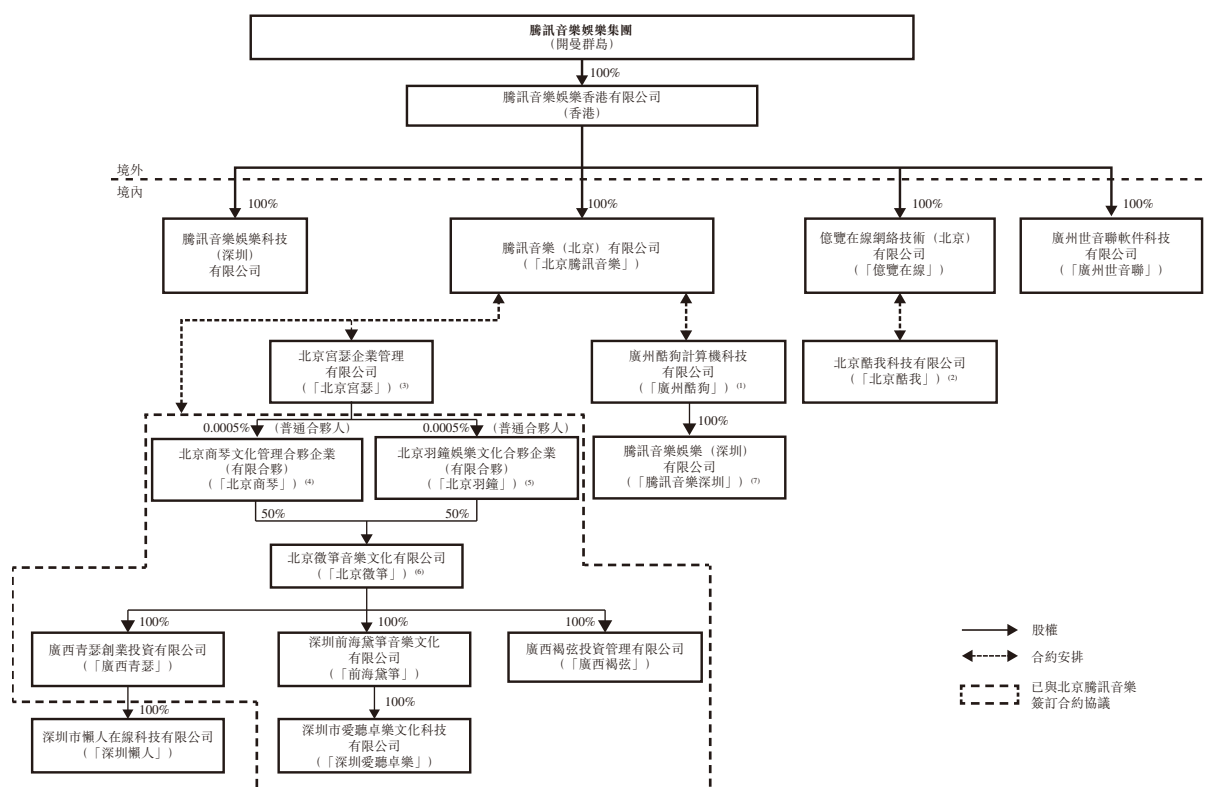 騰訊音樂娛樂集團
(開曼群島)
100%
騰訊音樂娛樂香港有限公司
(香港)
境外
境內
100%
100%
100%
100%
騰訊音樂娛樂科技
(深圳)
有限公司
騰訊音樂（北京）有限公司
(「北京騰訊音樂」)
億覽在線網絡技術（北京）
有限公司
(「億覽在線」)
廣州世音聯軟件科技
有限公司
(「廣州世音聯」)
北京宮瑟企業管理
有限公司
(「北京宮瑟」) (3)
廣州酷狗計算機科技
有限公司
(「廣州酷狗」) (1)
北京酷我科技有限公司
(「北京酷我」) (2)
0.0005% (普通合夥人)
0.0005% (普通合夥人)
100%
北京商琴文化管理合夥企業
(有限合夥)
(「北京商琴」) (4)
北京羽鐘娛樂文化合夥企業
(有限合夥)
(「北京羽鐘」) (5)
騰訊音樂娛樂（深圳）
有限公司
(「騰訊音樂深圳」) (7)
50%
50%
北京徵箏音樂文化有限公司
(「北京徵箏」) (6)
100%
100%
100%
廣西青瑟創業投資有限公司
(「廣西青瑟」)
深圳前海黛箏音樂文化
有限公司
(「前海黛箏」)
廣西褐弦投資管理有限公司
(「廣西褐弦」)
100%
100%
深圳市懶人在線科技有限公司
(「深圳懶人」)
深圳市愛聽卓樂文化科技
有限公司
(「深圳愛聽卓樂」)
股權
合約安排
已與北京騰訊音樂
簽訂合約協議